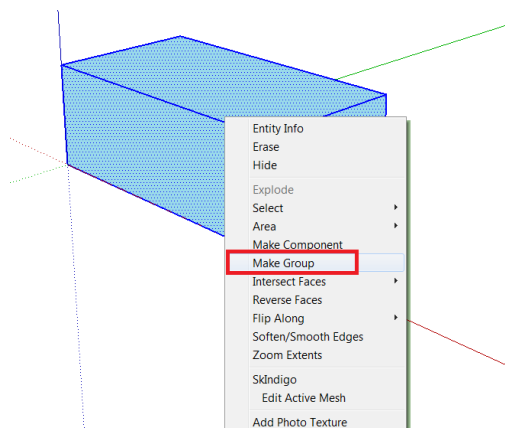 Entity Info
Erase
Hide
Explode
Select
Area
Make Component
Make Group
Intersect Faces
Reverse Faces
Flip Along
Soften/Smooth Edges
Zoom Extents
SkIndigo
Edit Active Mesh
Add Photo Texture